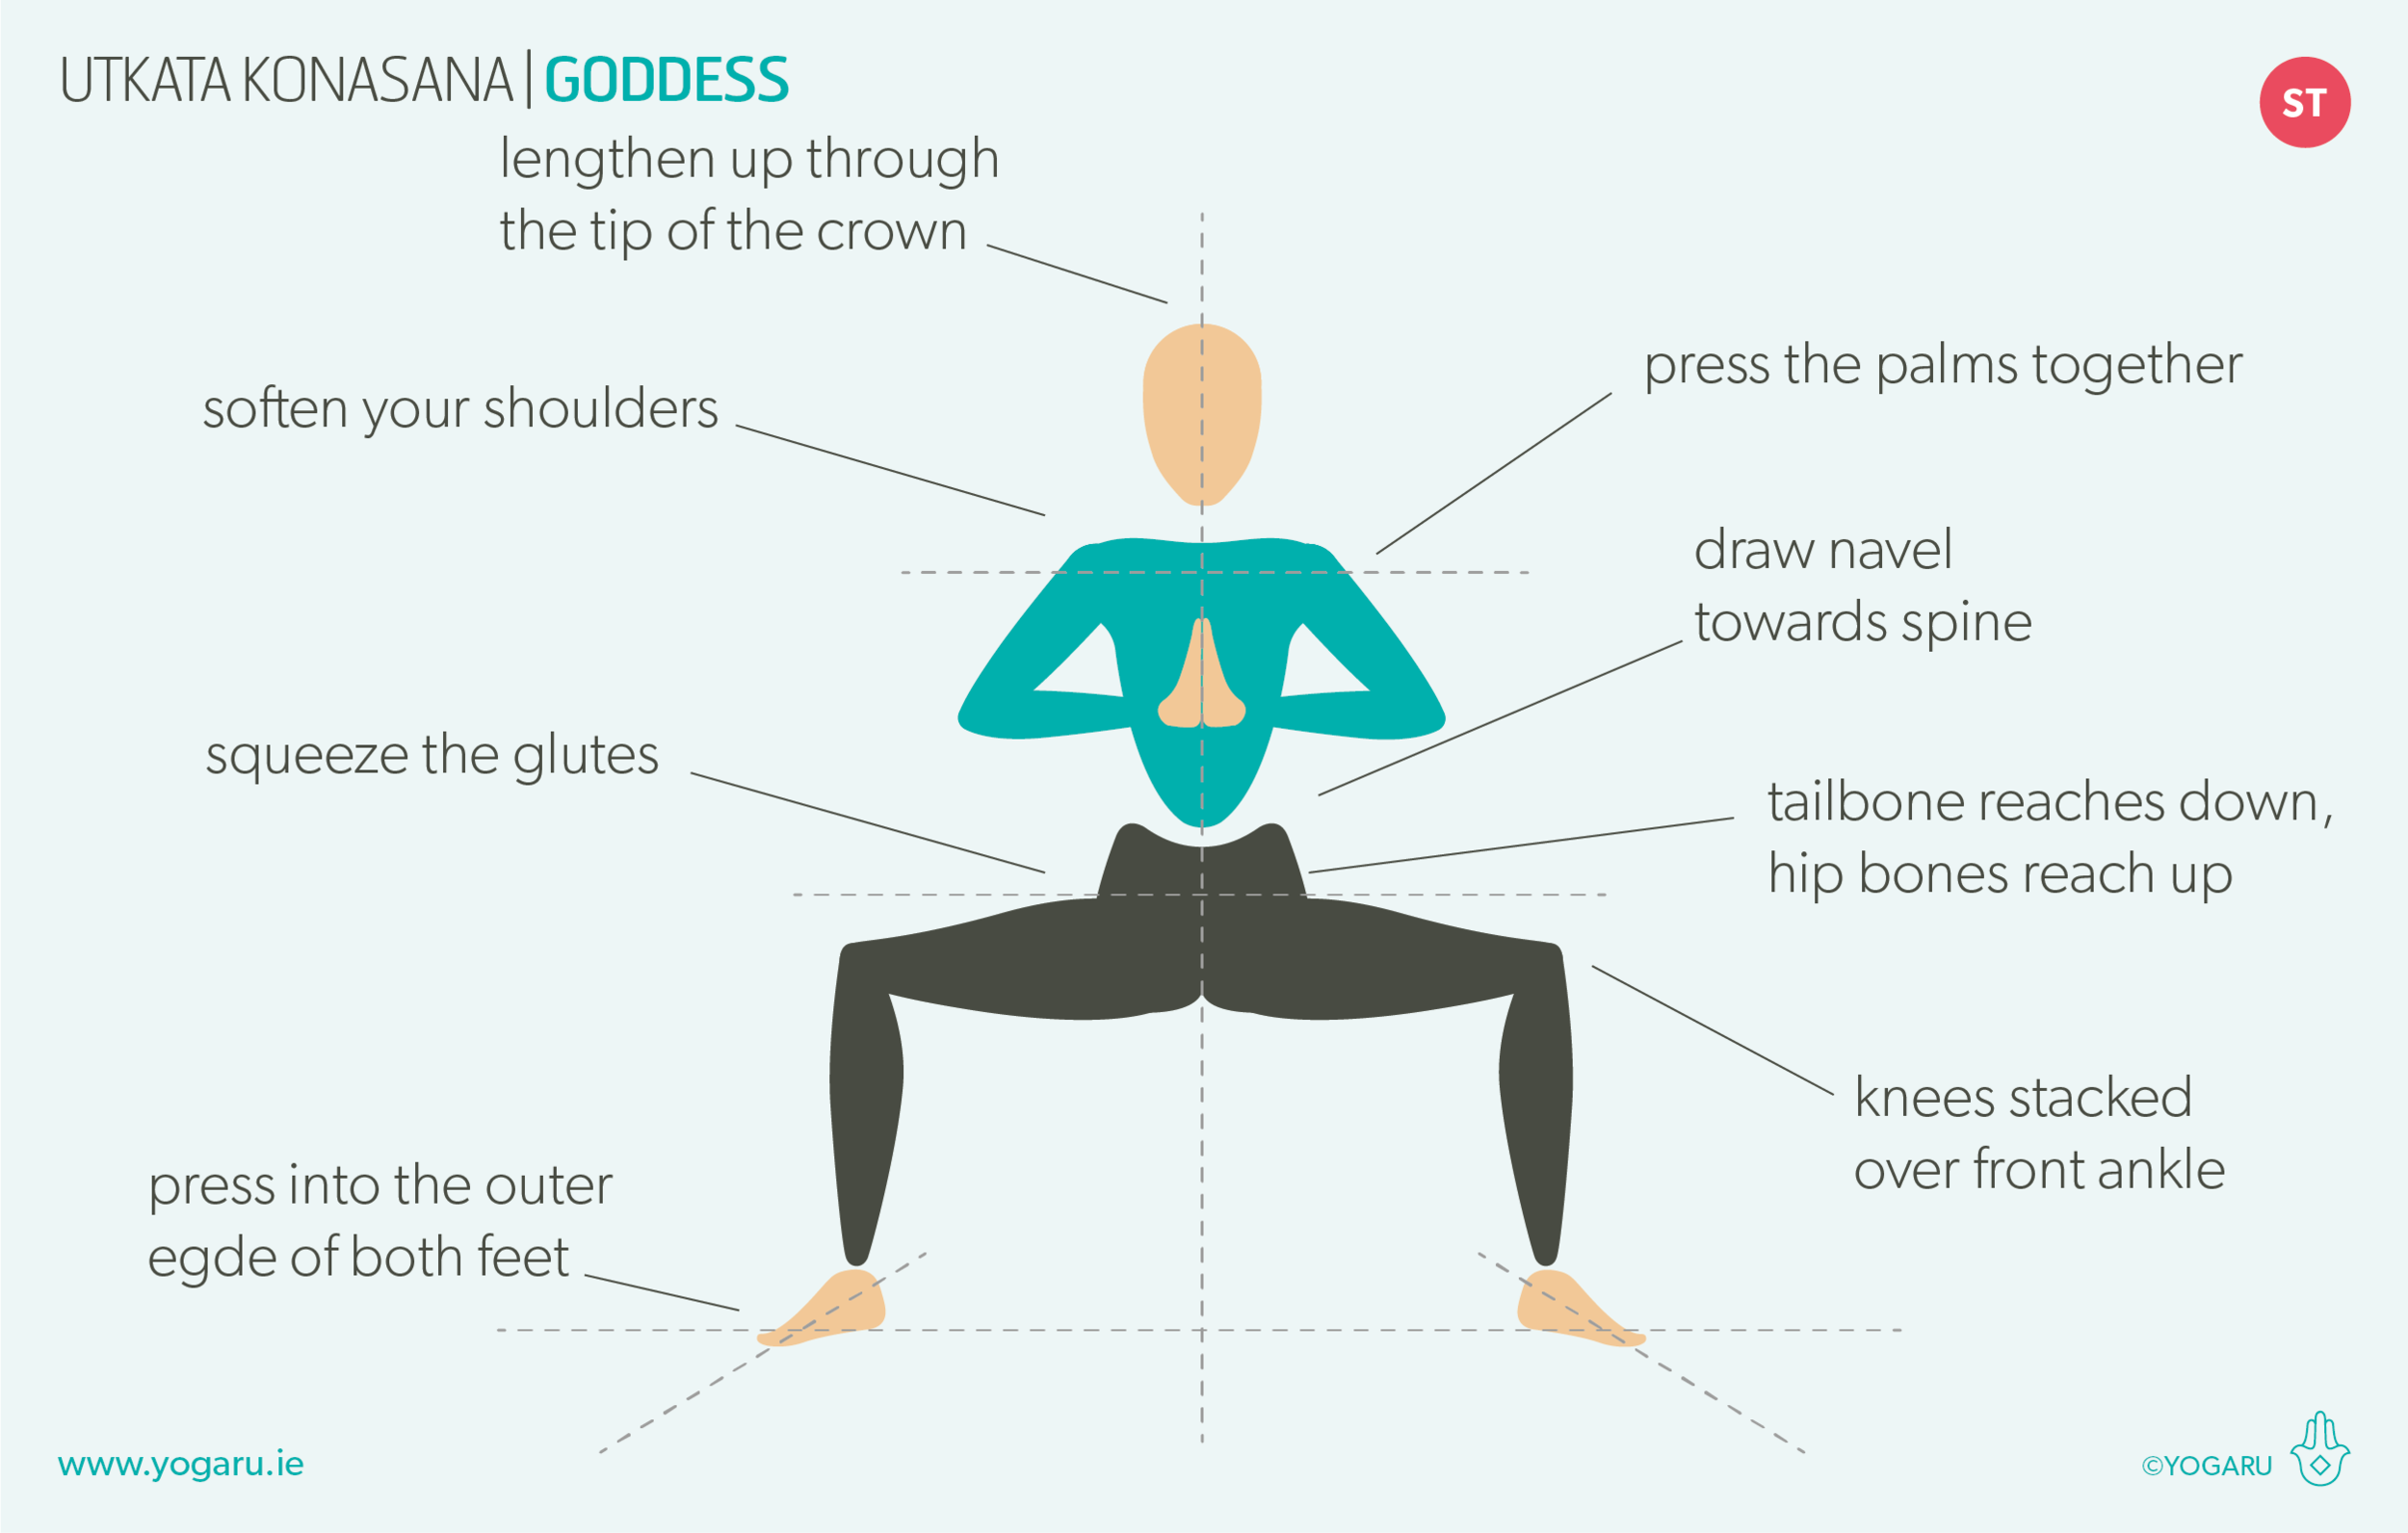 UTKATA KONASANA | GODDESS
ST
lengthen up through
the tip of the crown
press the palms together
soften your shoulders
draw navel
towards spine
squeeze the glutes
tailbone reaches down,
hip bones reach up
knees stacked
over front ankle
press into the outer
egde of both feet
www.yogaru.ie
©YOGARU